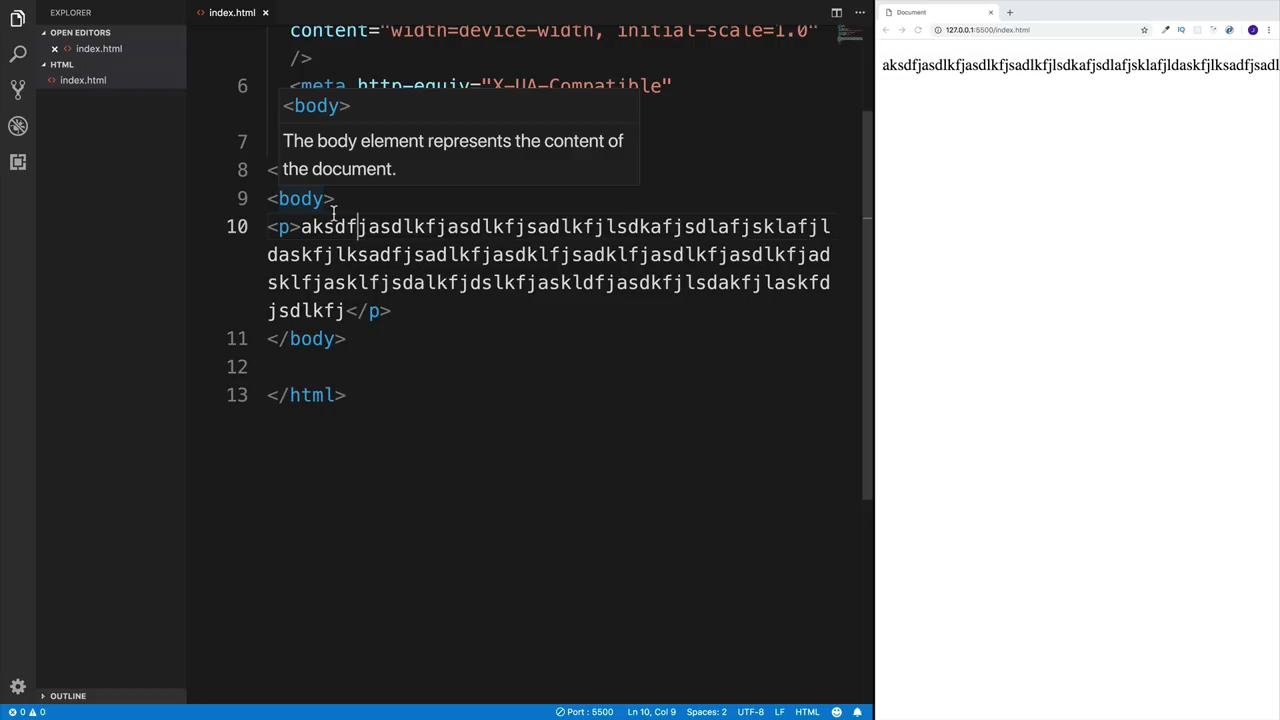 EXPLORER
OPEN EDITORS
index.html
HTML
index.html
OUTLINE
index.html
content="width=device-width, initial-scale=1.0"
/>
6 <meta http-equiv="X-UA-Compatible"
<body>
7
The body element represents the content of
the document.
8 <
9 <body>
10 <p>aksdfjasdlkfjasdlkfjsadlkfjlsdkafjsdlafjsklafjl
daskfjlksadfjsadlkfjasdklfjsadklfjasdlkfjasdlkfjad
sklfjasklfjsdalkfjdslkfjaskldfjasdkfjlsdakfjlaskfd
jsdlkfj</p>
11 </body>
12
13 </html>
0 0
Port : 5500
Ln 10, Col 9
Spaces: 2
UTF-8
LF
HTML
Document
127.0.0.1:5500/index.html
IQ
J
aksdfjasdlkfjasdlkfjsadlkfjlsdkafjsdlafjsklafjldaskfjlksadfjsadl